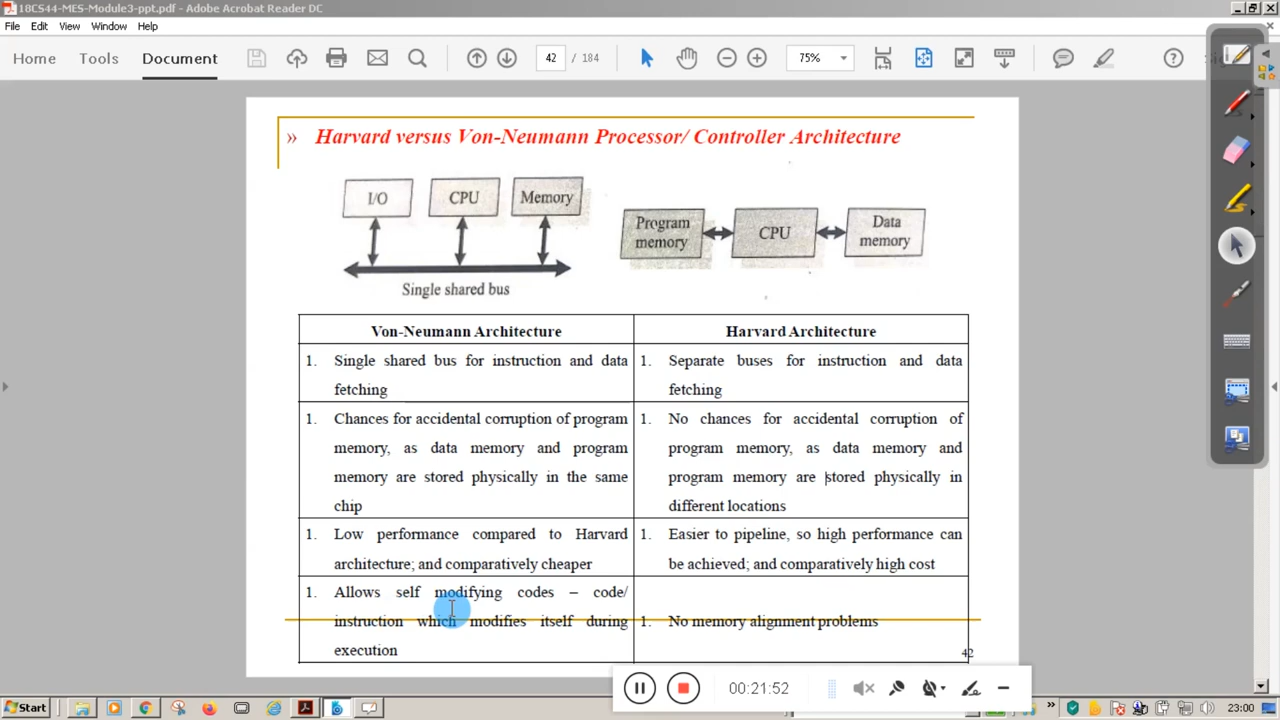 18CS44-MES-Module3-ppt.pdf - Adobe Acrobat Reader DC
File Edit View Window Help
Home Tools Document 42 / 184 75%
» Harvard versus Von-Neumann Processor/ Controller Architecture
I/O CPU Memory
Single shared bus
Program memory CPU Data memory
Von-Neumann Architecture
Harvard Architecture
1. Single shared bus for instruction and data
fetching
1. Separate buses for instruction and data
fetching
1. Chances for accidental corruption of program
memory, as data memory and program
memory are stored physically in the same
chip
1. No chances for accidental corruption of
program memory, as data memory and
program memory are stored physically in
different locations
1. Low performance compared to Harvard
architecture; and comparatively cheaper
1. Easier to pipeline, so high performance can
be achieved; and comparatively high cost
1. Allows self modifying codes – code/
instruction which modifies itself during
execution
1. No memory alignment problems
42
00:21:52
Start
23:00